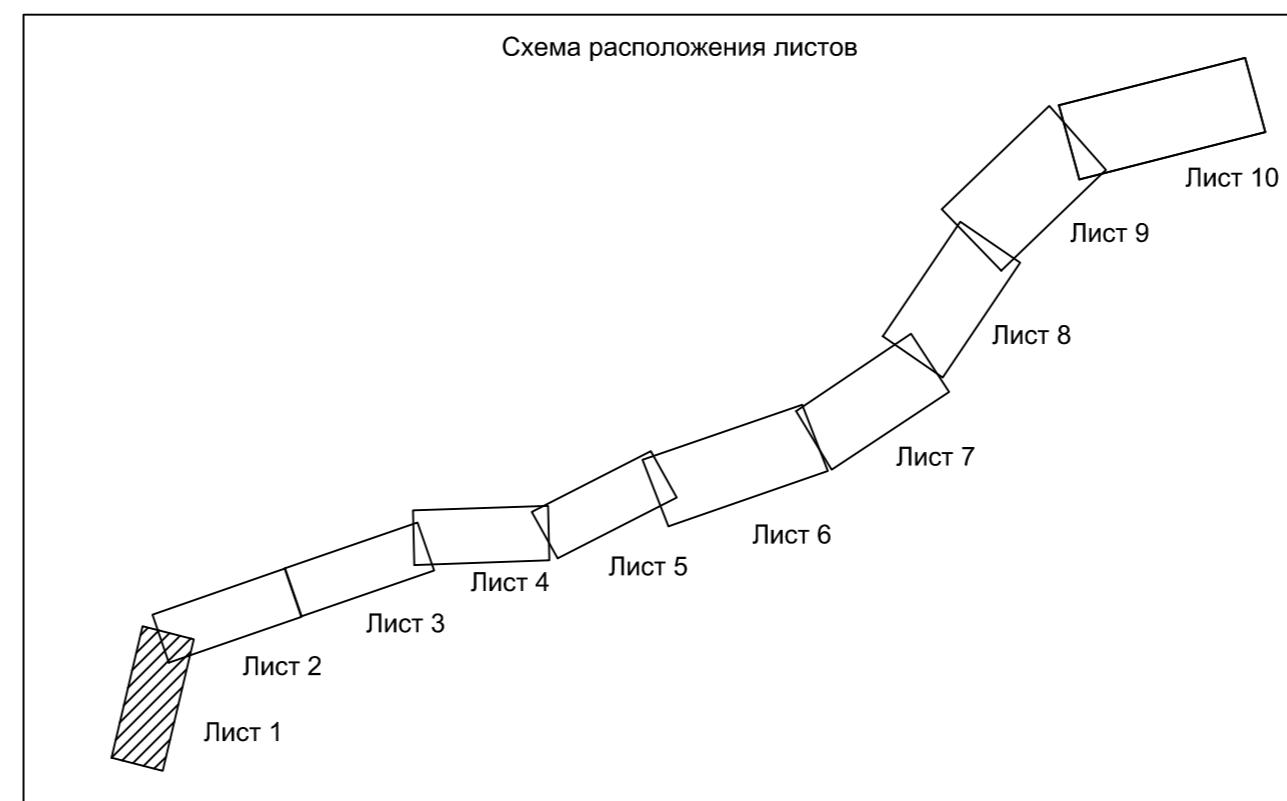 Схема расположения листов
Лист 10
Лист 9
Лист 8
Лист 7
Лист 6
Лист 5
Лист 4
Лист 3
Лист 2
Лист 1